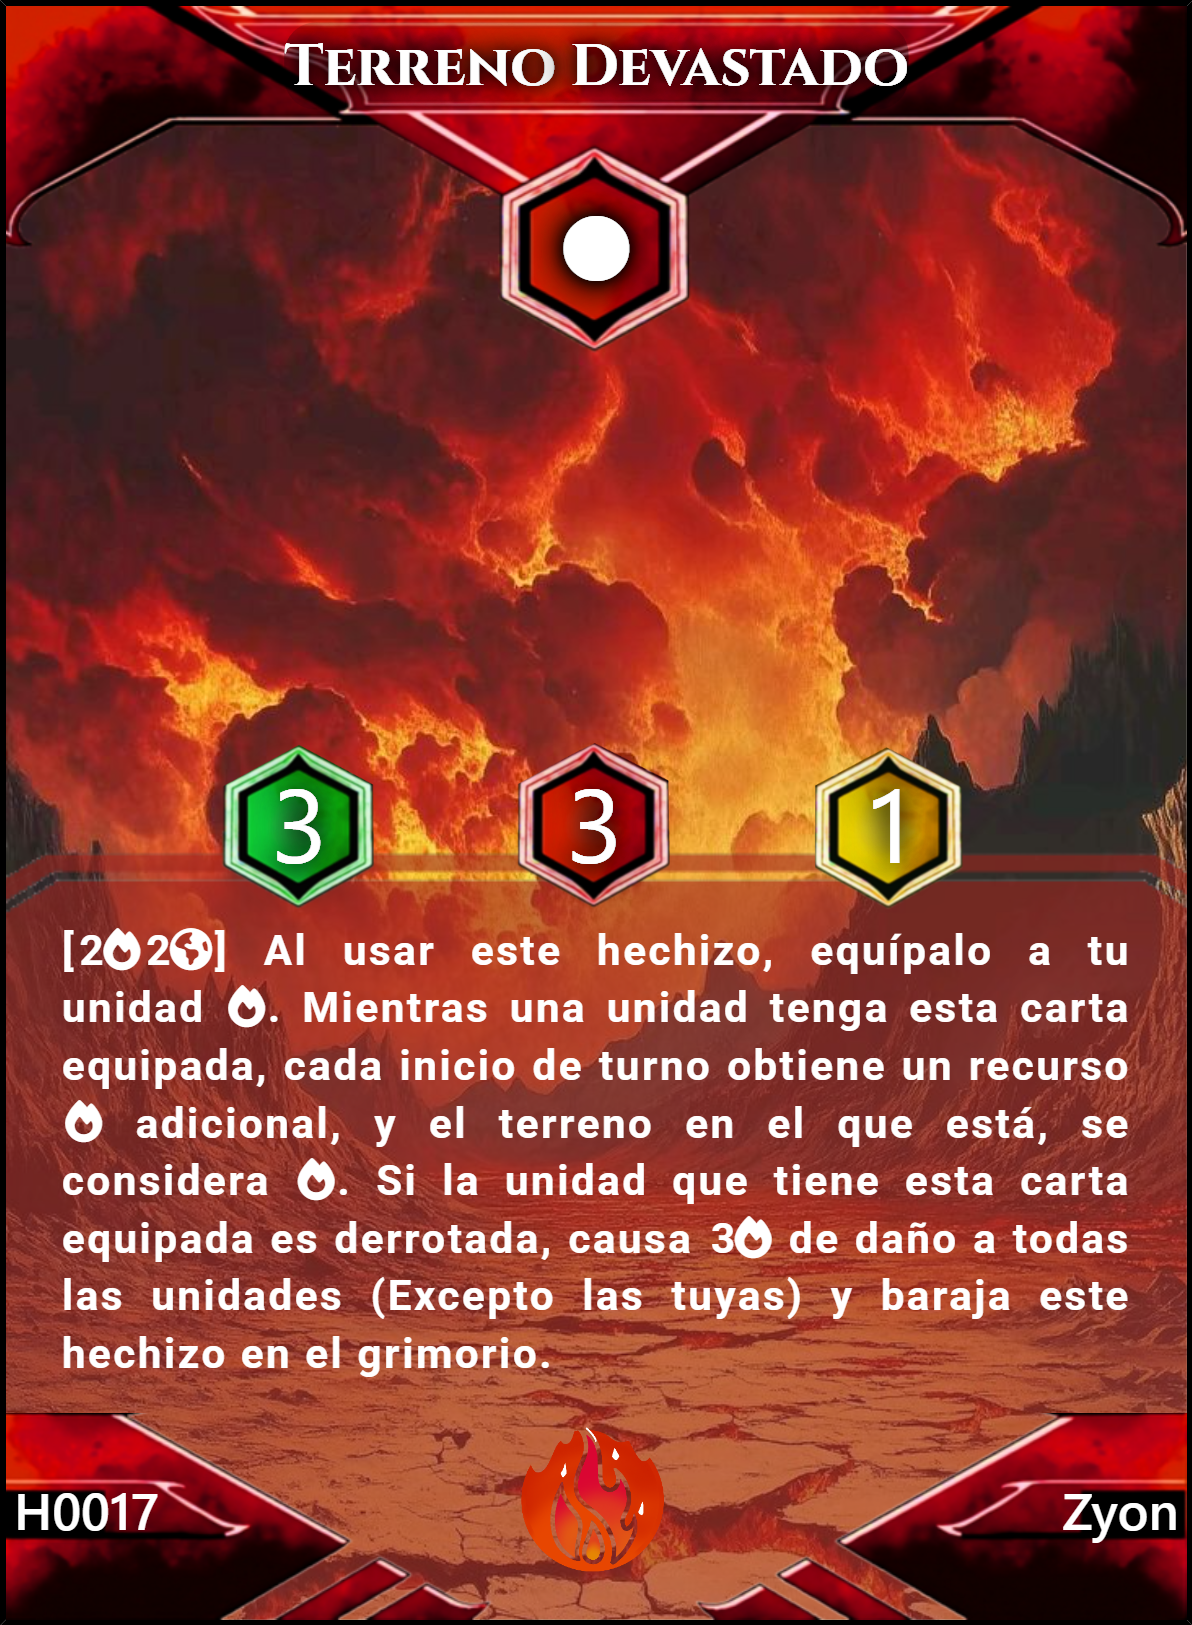 Terreno Devastado
3 3 1
[2🔥2🌎] Al usar este hechizo, equípalo a tu
unidad 🔥. Mientras una unidad tenga esta carta
equipada, cada inicio de turno obtiene un recurso
🔥 adicional, y el terreno en el que está, se
considera 🔥. Si la unidad que tiene esta carta
equipada es derrotada, causa 3🔥 de daño a todas
las unidades (Excepto las tuyas) y baraja este
hechizo en el grimorio.
H0017
Zyon